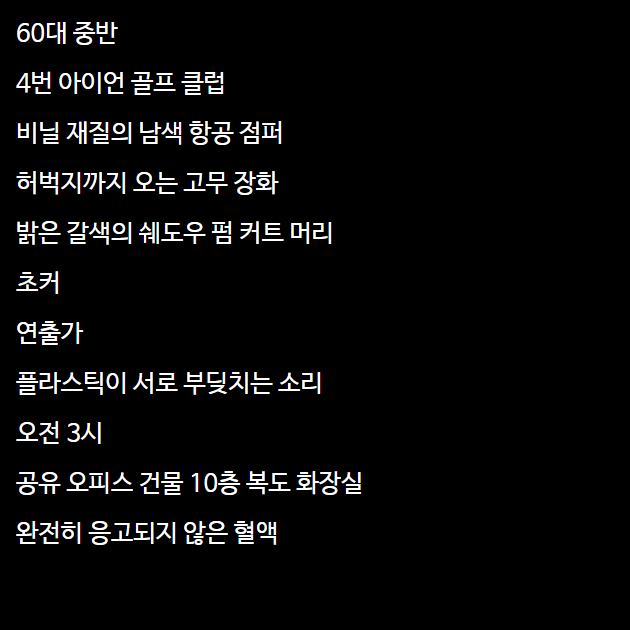 60대 중반
4번 아이언 골프 클럽
비닐 재질의 남색 항공 점퍼
허벅지까지 오는 고무 장화
밝은 갈색의 쉐도우 펌 커트 머리
초커
연출가
플라스틱이 서로 부딪치는 소리
오전 3시
공유 오피스 건물 10층 복도 화장실
완전히 응고되지 않은 혈액